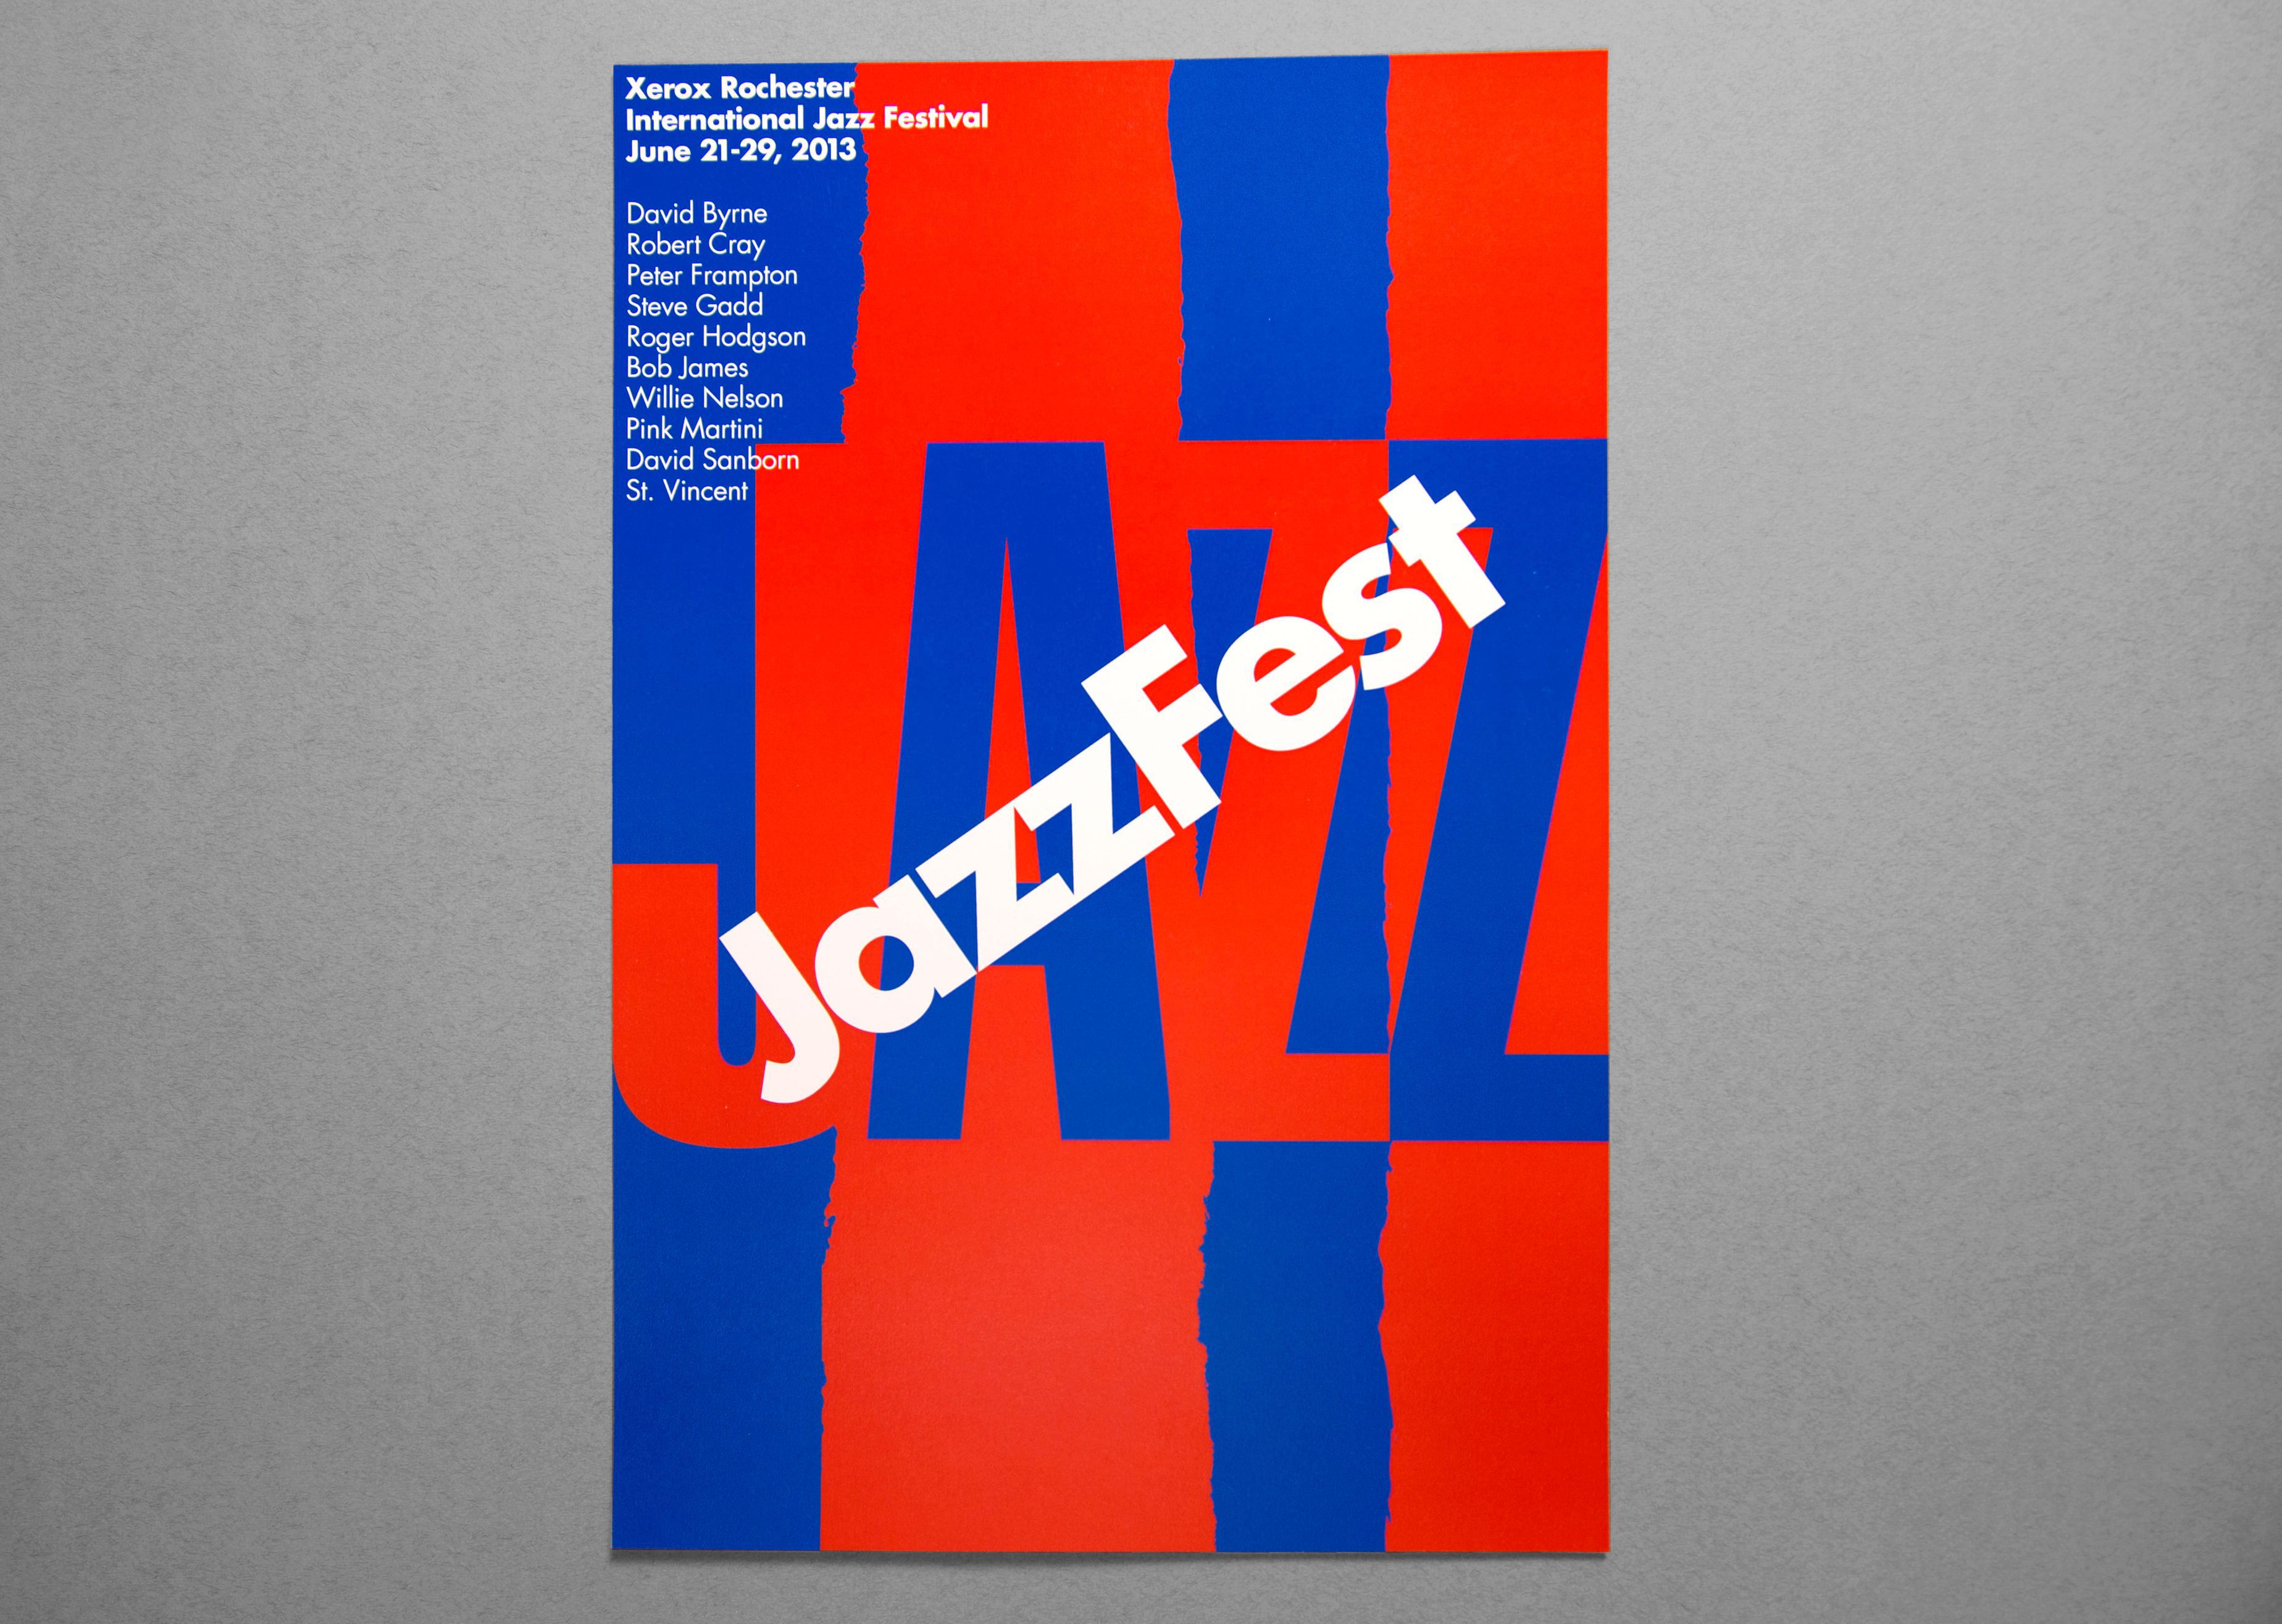 Xerox Rochester
International Jazz Festival
June 21-29, 2013
David Byrne
Robert Cray
Peter Frampton
Steve Gadd
Roger Hodgson
Bob James
Willie Nelson
Pink Martini
David Sanborn
St. Vincent
JAZZ
JazzFest